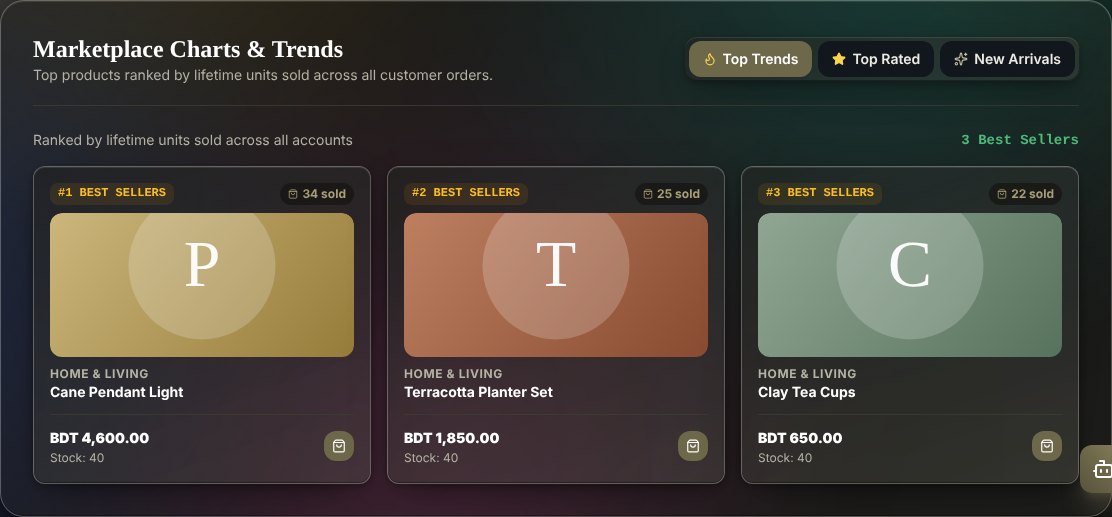 Marketplace Charts & Trends
Top products ranked by lifetime units sold across all customer orders.
Top Trends
Top Rated
New Arrivals
Ranked by lifetime units sold across all accounts
3 Best Sellers
#1 BEST SELLERS
34 sold
P
HOME & LIVING
Cane Pendant Light
BDT 4,600.00
Stock: 40
#2 BEST SELLERS
25 sold
T
HOME & LIVING
Terracotta Planter Set
BDT 1,850.00
Stock: 40
#3 BEST SELLERS
22 sold
C
HOME & LIVING
Clay Tea Cups
BDT 650.00
Stock: 40